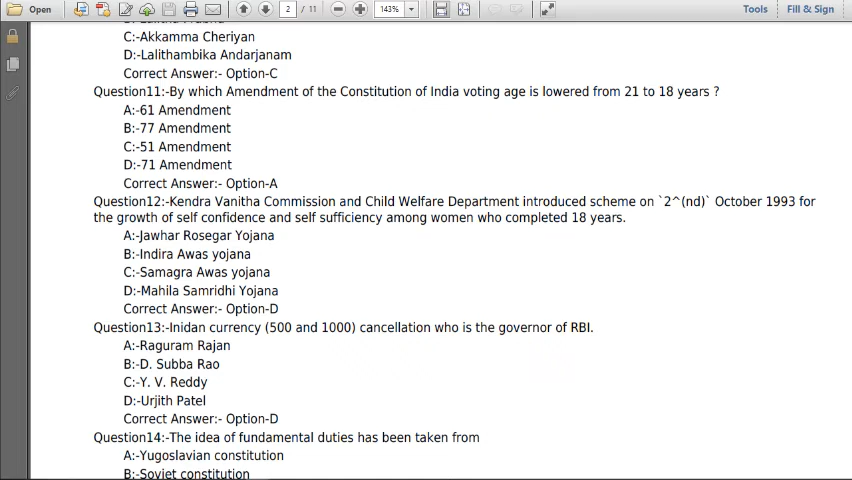 Open 2 / 11 143% Tools Fill & Sign
C:-Akkamma Cheriyan
D:-Lalithambika Andarjanam
Correct Answer:- Option-C
Question11:-By which Amendment of the Constitution of India voting age is lowered from 21 to 18 years ?
A:-61 Amendment
B:-77 Amendment
C:-51 Amendment
D:-71 Amendment
Correct Answer:- Option-A
Question12:-Kendra Vanitha Commission and Child Welfare Department introduced scheme on `2^(nd)` October 1993 for
the growth of self confidence and self sufficiency among women who completed 18 years.
A:-Jawhar Rosegar Yojana
B:-Indira Awas yojana
C:-Samagra Awas yojana
D:-Mahila Samridhi Yojana
Correct Answer:- Option-D
Question13:-Inidan currency (500 and 1000) cancellation who is the governor of RBI.
A:-Raguram Rajan
B:-D. Subba Rao
C:-Y. V. Reddy
D:-Urjith Patel
Correct Answer:- Option-D
Question14:-The idea of fundamental duties has been taken from
A:-Yugoslavian constitution
B:-Soviet constitution